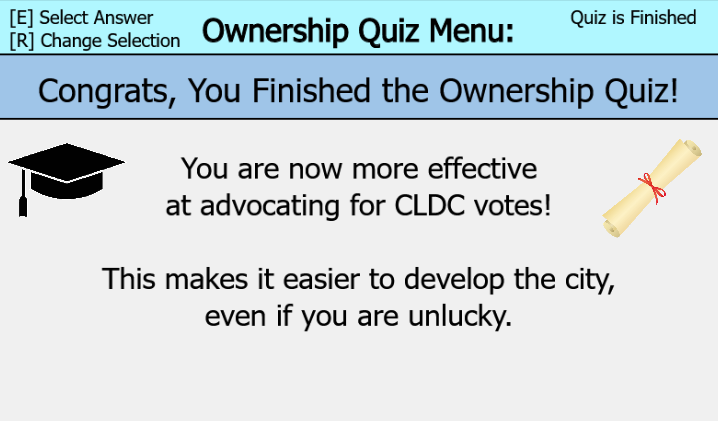 [E] Select Answer
[R] Change Selection
Ownership Quiz Menu:
Quiz is Finished
Congrats, You Finished the Ownership Quiz!
You are now more effective
at advocating for CLDC votes!
This makes it easier to develop the city,
even if you are unlucky.